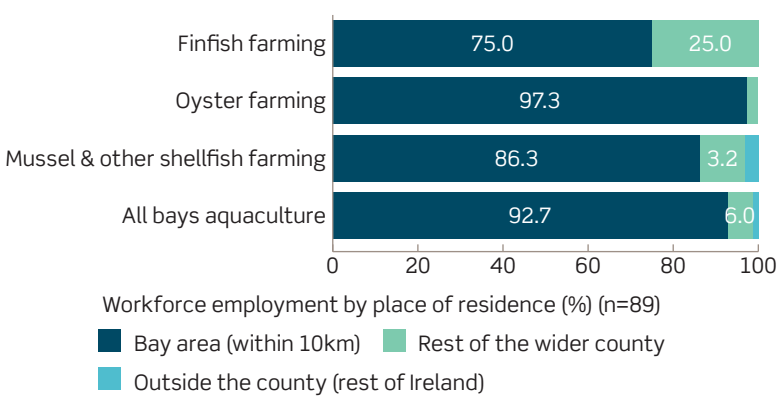 Finfish farming 75.0 25.0
Oyster farming 97.3
Mussel & other shellfish farming 86.3 3.2
All bays aquaculture 92.7 6.0
0 20 40 60 80 100
Workforce employment by place of residence (%) (n=89)
Bay area (within 10km) Rest of the wider county
Outside the county (rest of Ireland)